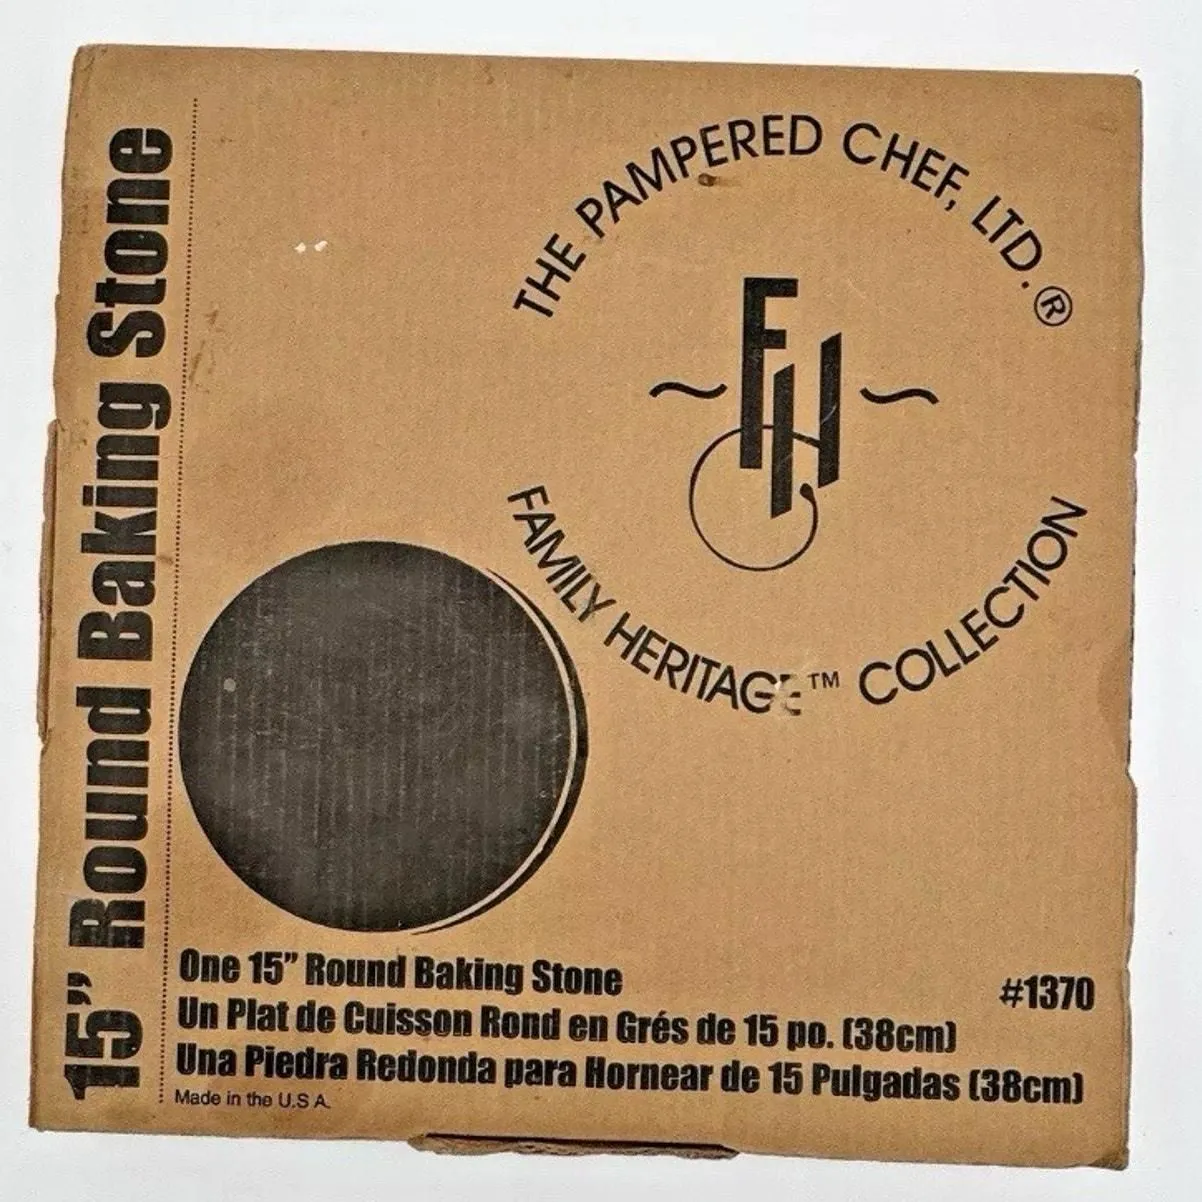 15” Round Baking Stone
THE PAMPERED CHEF, LTD.®
FH
FAMILY HERITAGE™ COLLECTION
One 15” Round Baking Stone
#1370
Un Plat de Cuisson Rond en Grés de 15 po. (38cm)
Una Piedra Redonda para Hornear de 15 Pulgadas (38cm)
Made in the U.S A.